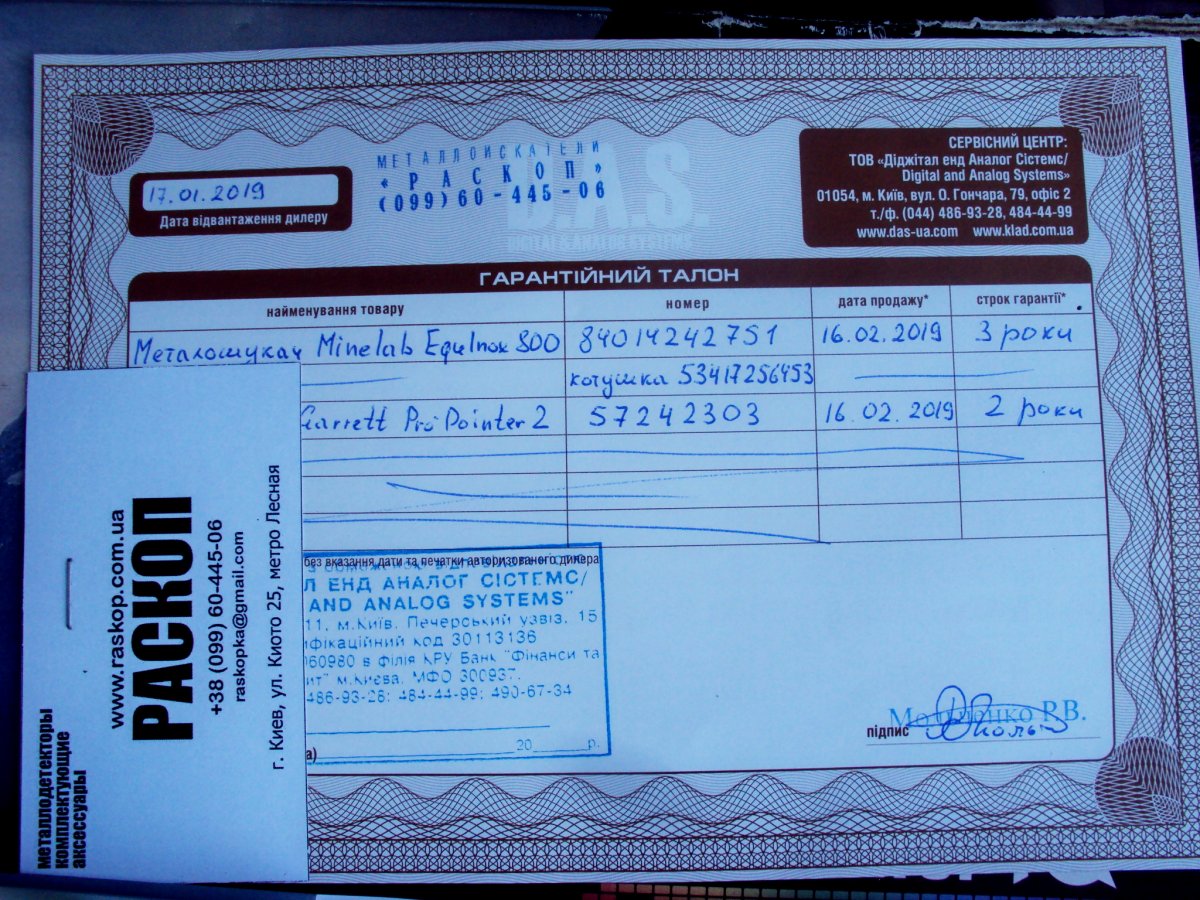 МЕТАЛЛОИСКАТЕЛИ
«РАСКОП»
(099)60-445-06
17.01.2019
Дата відвантаження дилеру
D.A.S.
DIGITAL & ANALOG SYSTEMS
СЕРВІСНИЙ ЦЕНТР:
ТОВ «Діджітал енд Аналог Сістемс/
Digital and Analog Systems»
01054, м. Київ, вул. О. Гончара, 79, офіс 2
т./ф. (044) 486-93-28, 484-44-99
www.das-ua.com www.klad.com.ua
ГАРАНТІЙНИЙ ТАЛОН
найменування товару номер дата продажу* строк гарантії*
Металошукач Minelab EquInox 800 84014242751 16.02.2019 3 роки
котушка 53417256453
Garrett ProPointer 2 57242303 16.02.2019 2 роки
без вказання дати та печатки авторизованого дилера
Л ЕНД АНАЛОГ СІСТЕМС/
AND ANALOG SYSTEMS"
11, м.Київ, Печерський узвіз, 15
іфікаційний код 30113136
060980 в філія КРУ Банк "Фінанси та
ит" м.Києва, МФО 300937,
486-93-28; 484-44-99; 490-67-34
а) 20 р.
підпис
Р.В.
www.raskop.com.ua
РАСКОП
+38 (099) 60-445-06
raskopka@gmail.com
г. Киев, ул. Киото 25, метро Лесная
металлодетекторы
комплектующие
аксессуары